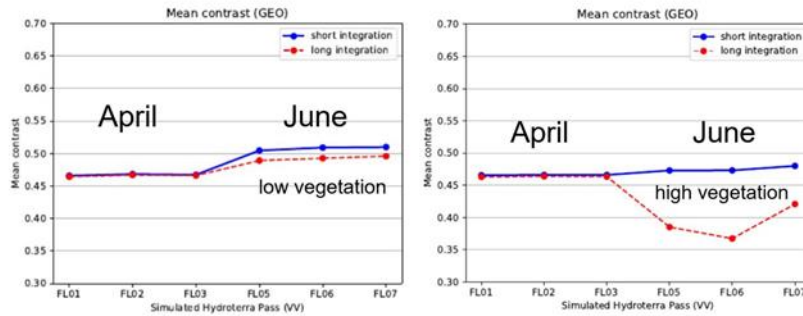 Mean contrast (GEO)
0.70
0.65
0.60
0.55
0.50
0.45
0.40
0.35
0.30
Mean contrast
short integration
long integration
April
June
low vegetation
FL01 FL02 FL03 FL05 FL06 FL07
Simulated Hydroterra Pass (VV)
Mean contrast (GEO)
0.70
0.65
0.60
0.55
0.50
0.45
0.40
0.35
0.30
Mean contrast
short integration
long integration
April
June
high vegetation
FL01 FL02 FL03 FL05 FL06 FL07
Simulated Hydroterra Pass (VV)